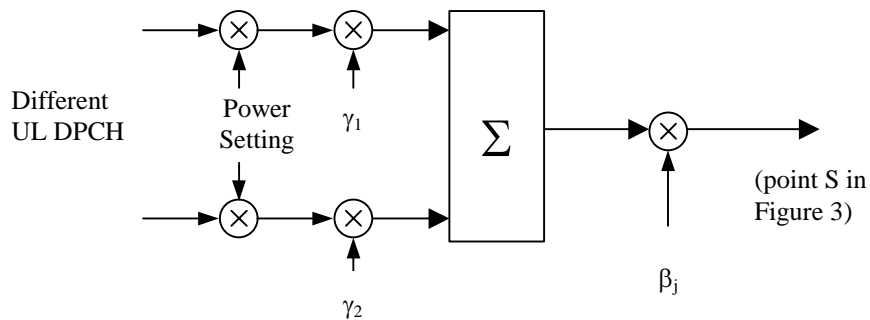 Different
UL DPCH
Power
Setting
γ1
Σ
(point S in
Figure 3)
γ2
βj